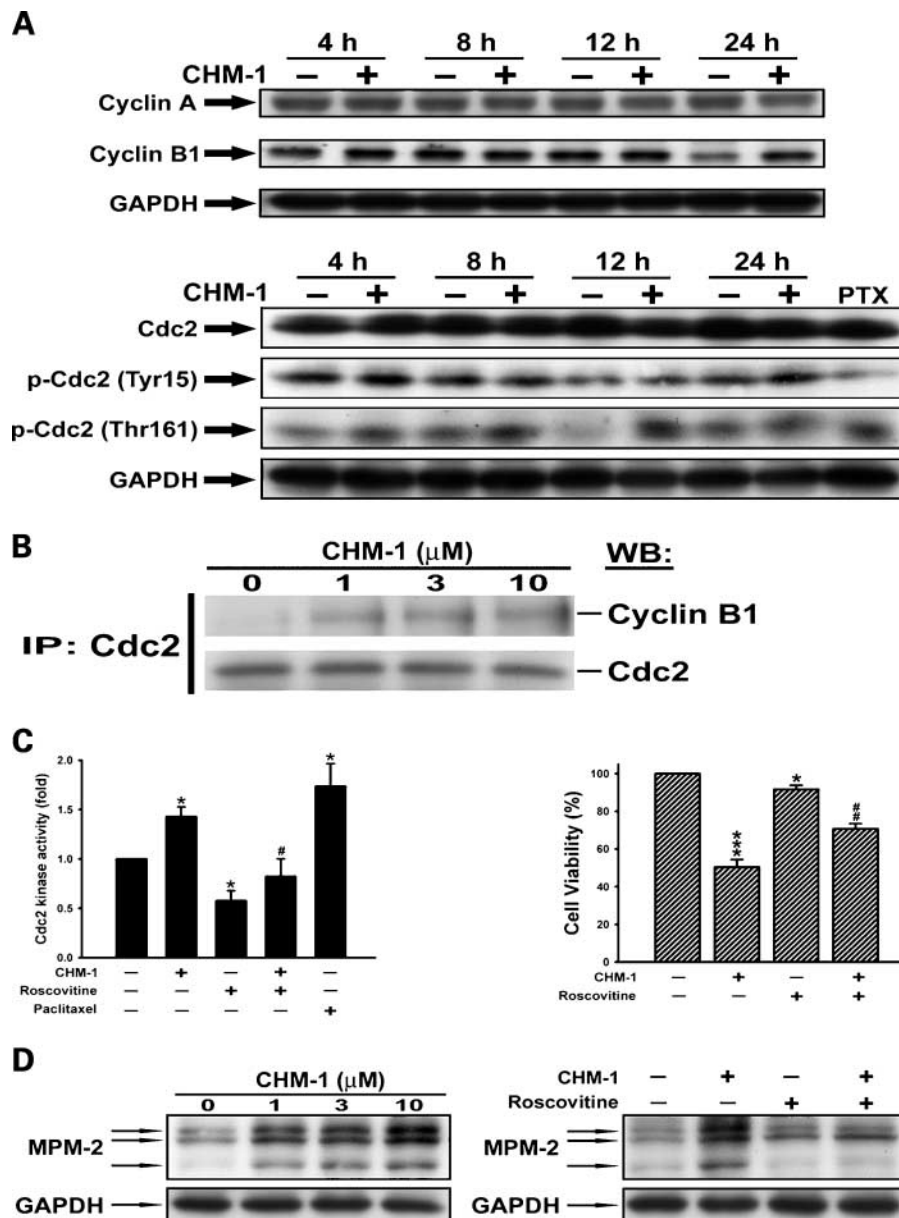 A
4 h 8 h 12 h 24 h
CHM-1 – + – + – + – +
Cyclin A
Cyclin B1
GAPDH
4 h 8 h 12 h 24 h
CHM-1 – + – + – + – + PTX
Cdc2
p-Cdc2 (Tyr15)
p-Cdc2 (Thr161)
GAPDH
B
CHM-1 (μM) WB:
0 1 3 10
IP: Cdc2
Cyclin B1
Cdc2
C
Cdc2 kinase activity (fold)
2.0
1.5
1.0
0.5
0.0
* * # *
CHM-1 – + – + –
Roscovitine – – + + –
Paclitaxel – – – – +
Cell Viability (%)
100
80
60
40
20
0
*** * ##
CHM-1 – + – +
Roscovitine – – + +
D
CHM-1 (μM)
0 1 3 10
MPM-2
GAPDH
CHM-1 – + – +
Roscovitine – – + +
MPM-2
GAPDH